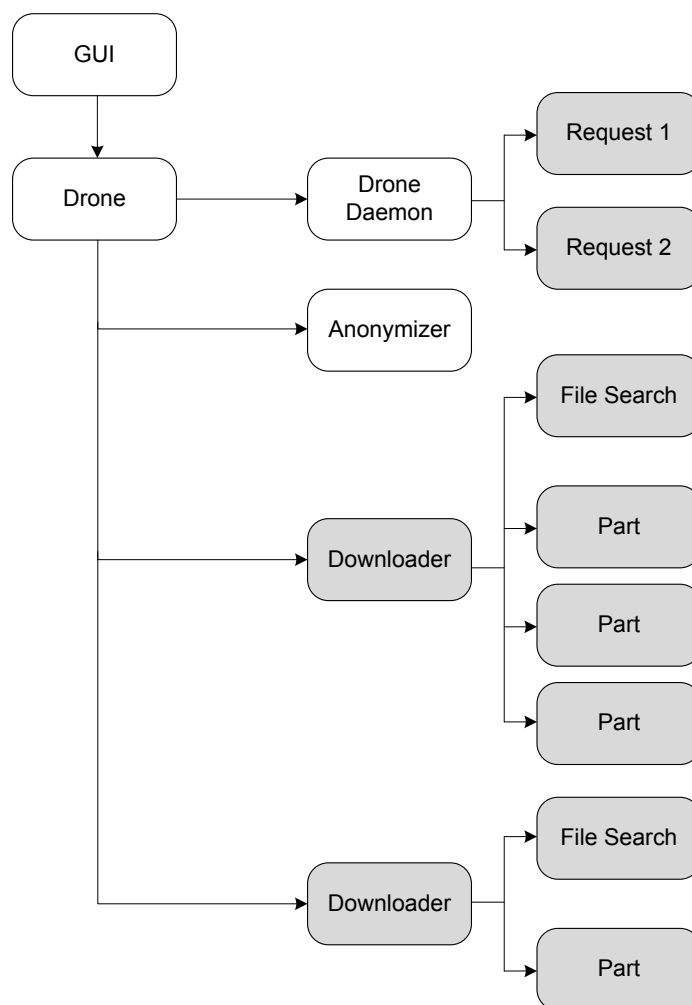 GUI
Drone
Drone
Daemon
Request 1
Request 2
Anonymizer
File Search
Downloader
Part
Part
Part
File Search
Downloader
Part